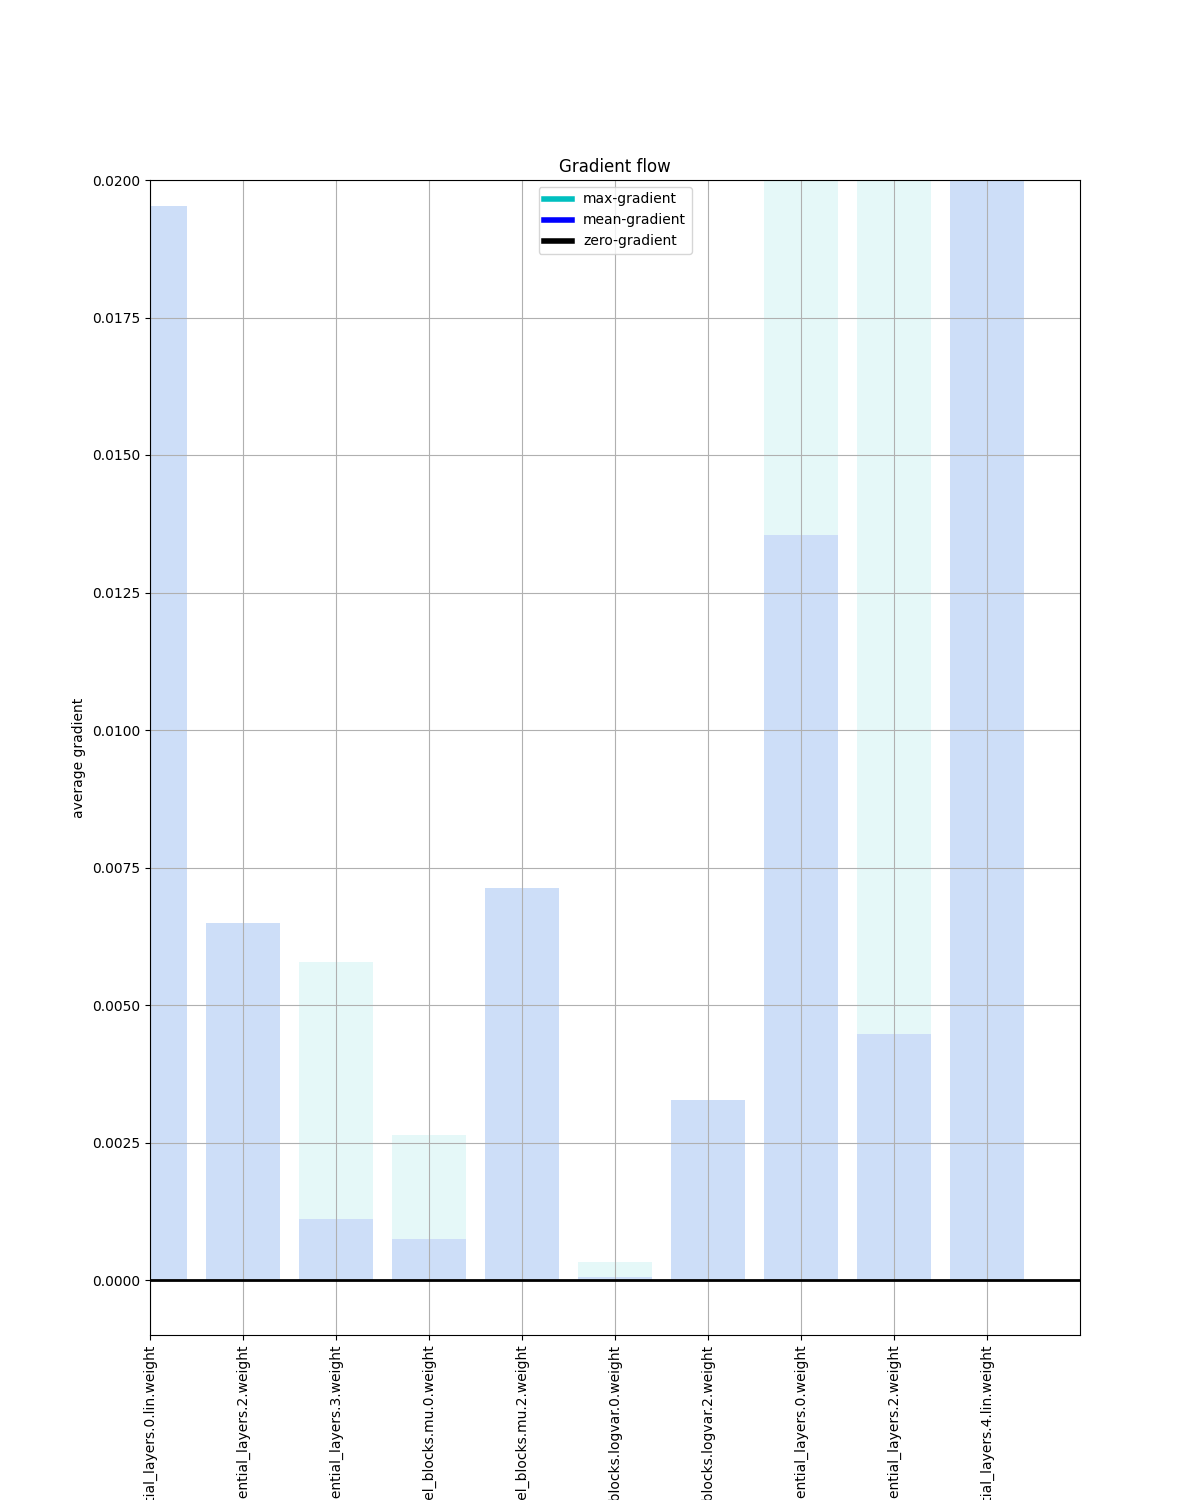 Gradient flow
max-gradient
mean-gradient
zero-gradient
0.0200
0.0175
0.0150
0.0125
0.0100
0.0075
0.0050
0.0025
0.0000
average gradient
tial_layers.0.lin.weight
ential_layers.2.weight
ential_layers.3.weight
el_blocks.mu.0.weight
el_blocks.mu.2.weight
blocks.logvar.0.weight
blocks.logvar.2.weight
ential_layers.0.weight
ential_layers.2.weight
tial_layers.4.lin.weight